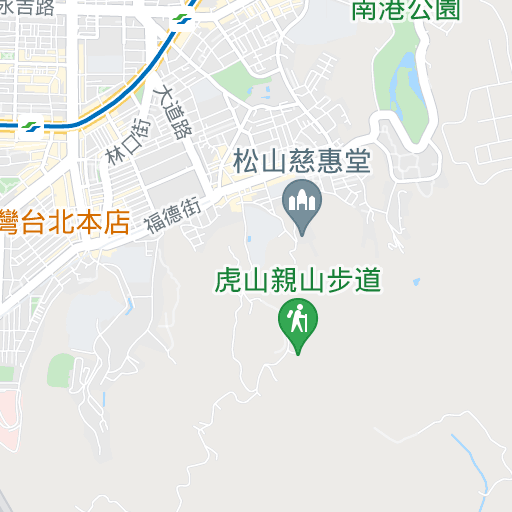 永吉路
南港公園
大道路
林口街
松山慈惠堂
福德街
灣台北本店
虎山親山步道